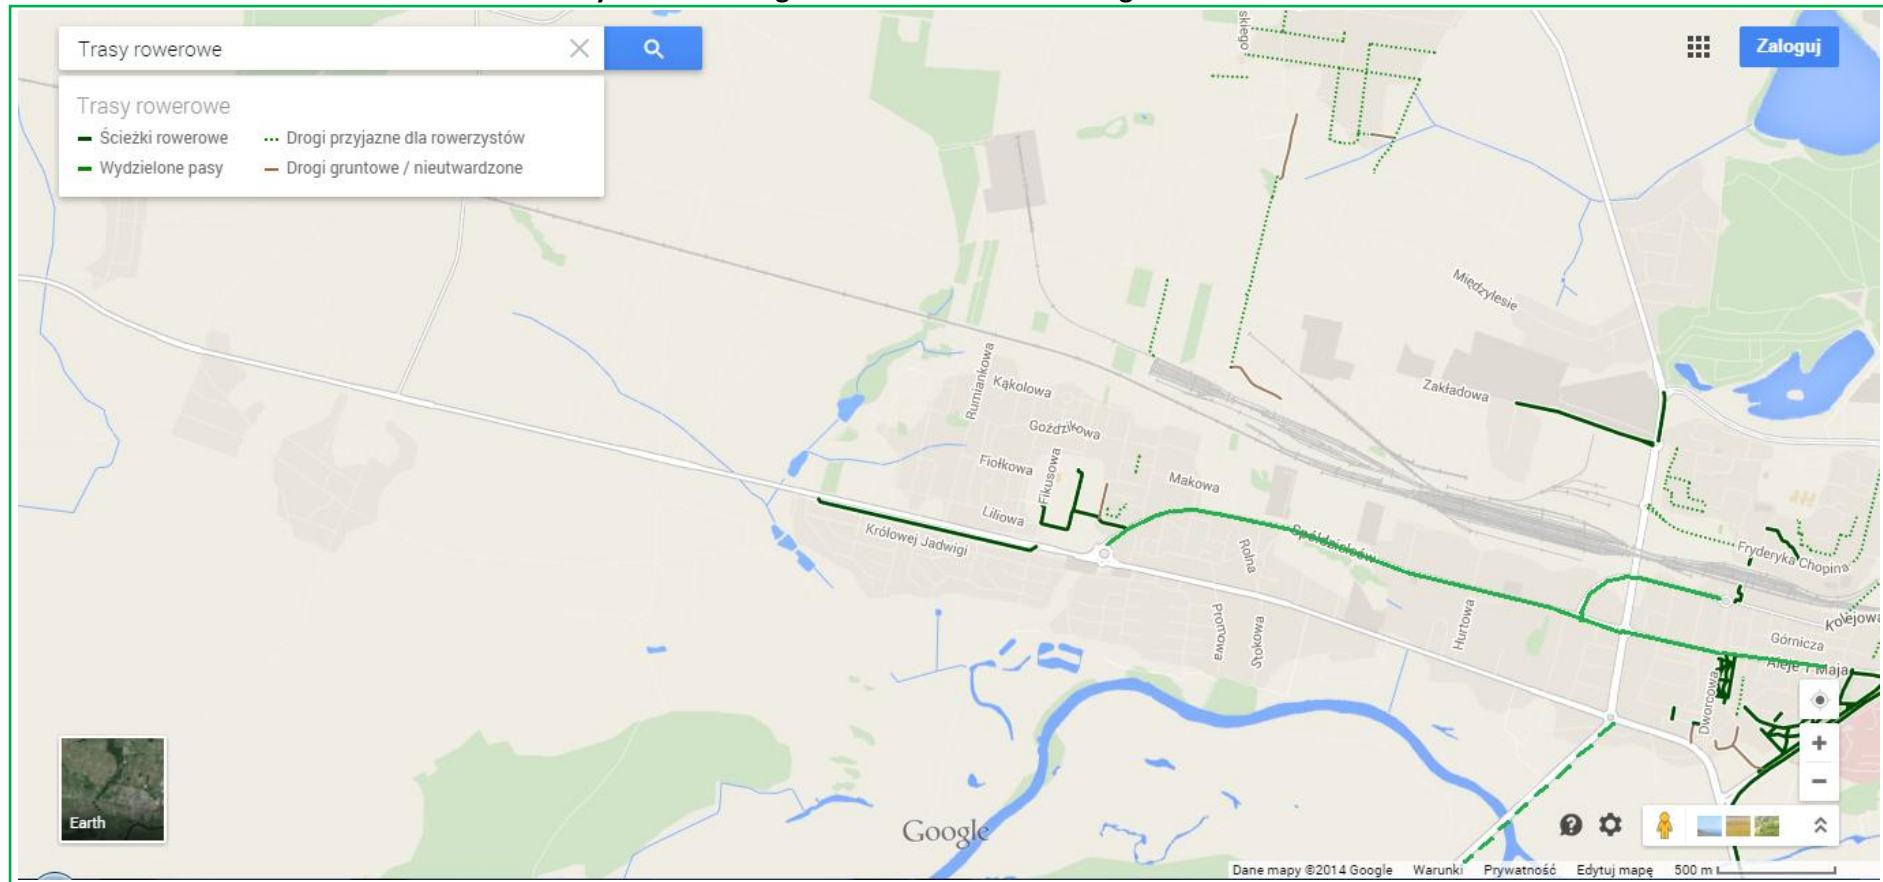 Trasy rowerowe
Zaloguj
Trasy rowerowe
Ścieżki rowerowe
Drogi przyjazne dla rowerzystów
Wydzielone pasy
Drogi gruntowe / nieutwardzone
skiego
Międzylesie
Rumiankowa
Kąkolowa
Zakładowa
Goździkowa
Fiołkowa
Fikusowa
Makowa
Liliowa
Królowej Jadwigi
Spółdzielców
Rolna
Fryderyka Chopina
Promowa
Stokowa
Hurtowa
Kolejowa
Górnicza
Aleje 1 Maja
Dworcowa
Earth
Google
Dane mapy ©2014 Google Warunki Prywatność Edytuj mapę 500 m